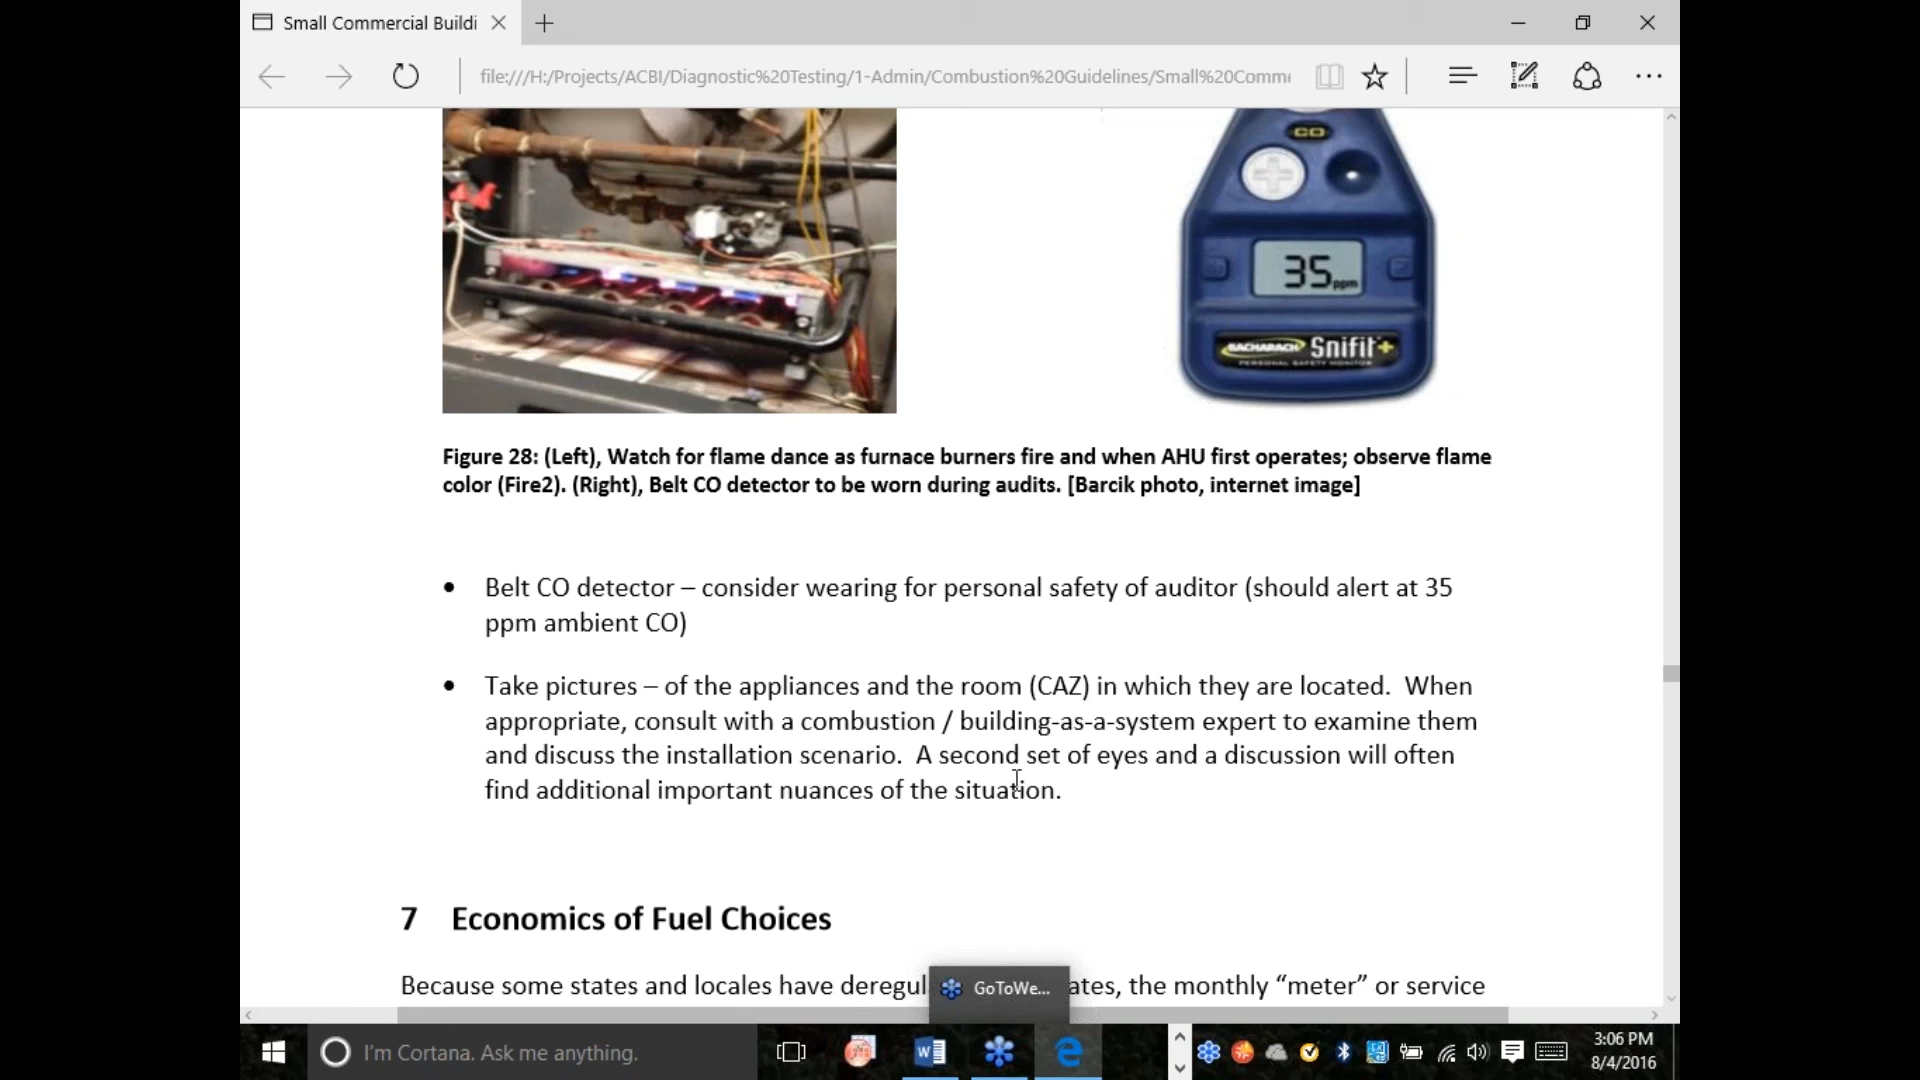 Small Commercial Buildi
file:///H:/Projects/ACBI/Diagnostic%20Testing/1-Admin/Combustion%20Guidelines/Small%20Comme
CO
35 ppm
BACHARACH Snifit+
PERSONAL SAFETY MONITOR
Figure 28: (Left), Watch for flame dance as furnace burners fire and when AHU first operates; observe flame
color (Fire2). (Right), Belt CO detector to be worn during audits. [Barcik photo, internet image]
• Belt CO detector – consider wearing for personal safety of auditor (should alert at 35
ppm ambient CO)
• Take pictures – of the appliances and the room (CAZ) in which they are located. When
appropriate, consult with a combustion / building-as-a-system expert to examine them
and discuss the installation scenario. A second set of eyes and a discussion will often
find additional important nuances of the situation.
7 Economics of Fuel Choices
Because some states and locales have deregul
ates, the monthly “meter” or service
GoToWe...
I'm Cortana. Ask me anything.
3:06 PM
8/4/2016